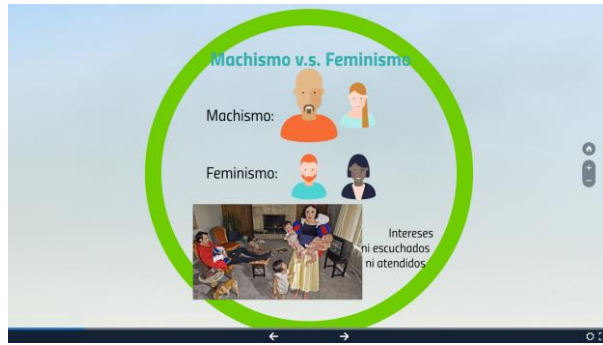 Machismo v.s. Feminismo
Machismo:
Feminismo:
Intereses
ni escuchados
ni atendidos